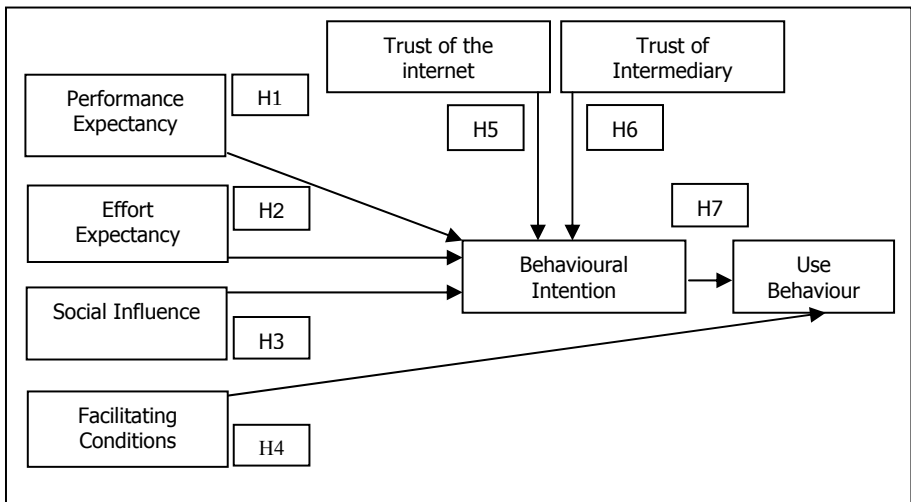 Trust of the
internet
Trust of
Intermediary
Performance
Expectancy
H1
H5
H6
Effort
Expectancy
H2
H7
Behavioural
Intention
Use
Behaviour
Social Influence
H3
Facilitating
Conditions
H4